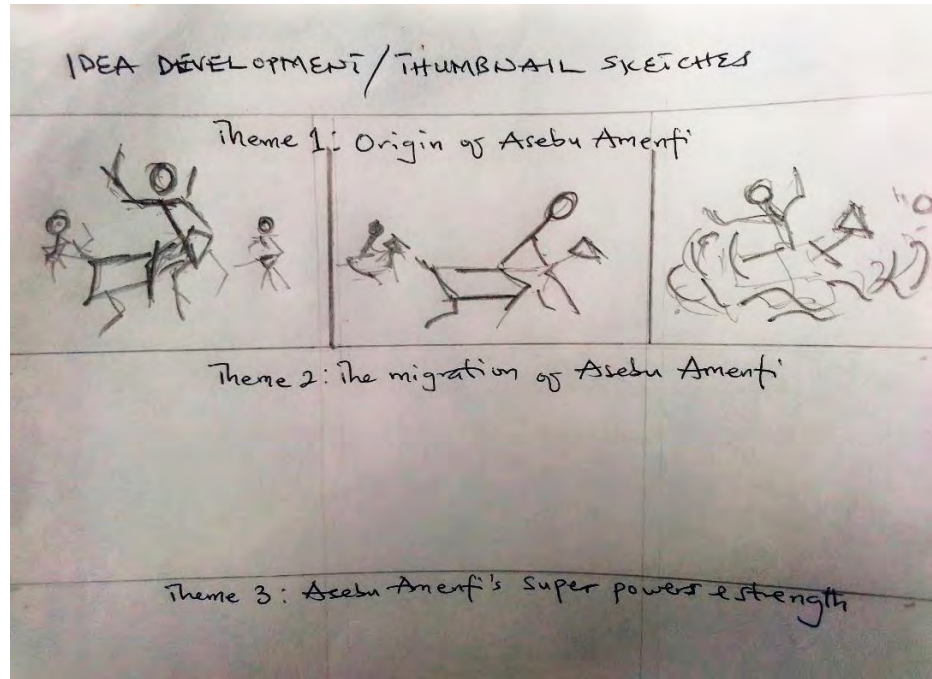 IDEA DEVELOPMENT/THUMBNAIL SKETCHES
Theme 1: Origin of Asebu Amenfi
Theme 2: The migration of Asebu Amenfi
Theme 3: Asebu Amenfi's super powers & strength